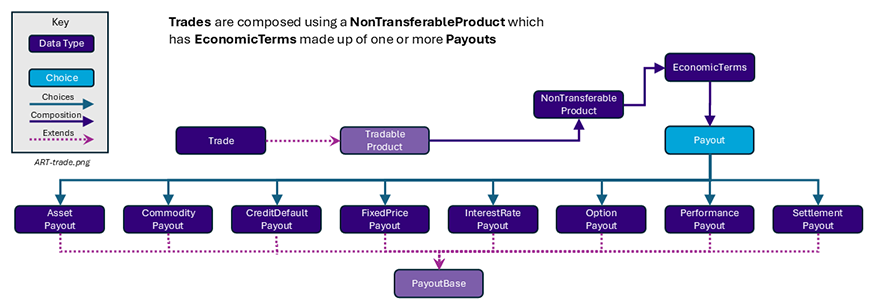 Key
Data Type
Choice
Choices
Composition
Extends
ART-trade.png
Trades are composed using a NonTransferableProduct which
has EconomicTerms made up of one or more Payouts
EconomicTerms
NonTransferable
Product
Trade
Tradable
Product
Payout
Asset
Payout
Commodity
Payout
CreditDefault
Payout
FixedPrice
Payout
InterestRate
Payout
Option
Payout
Performance
Payout
Settlement
Payout
PayoutBase